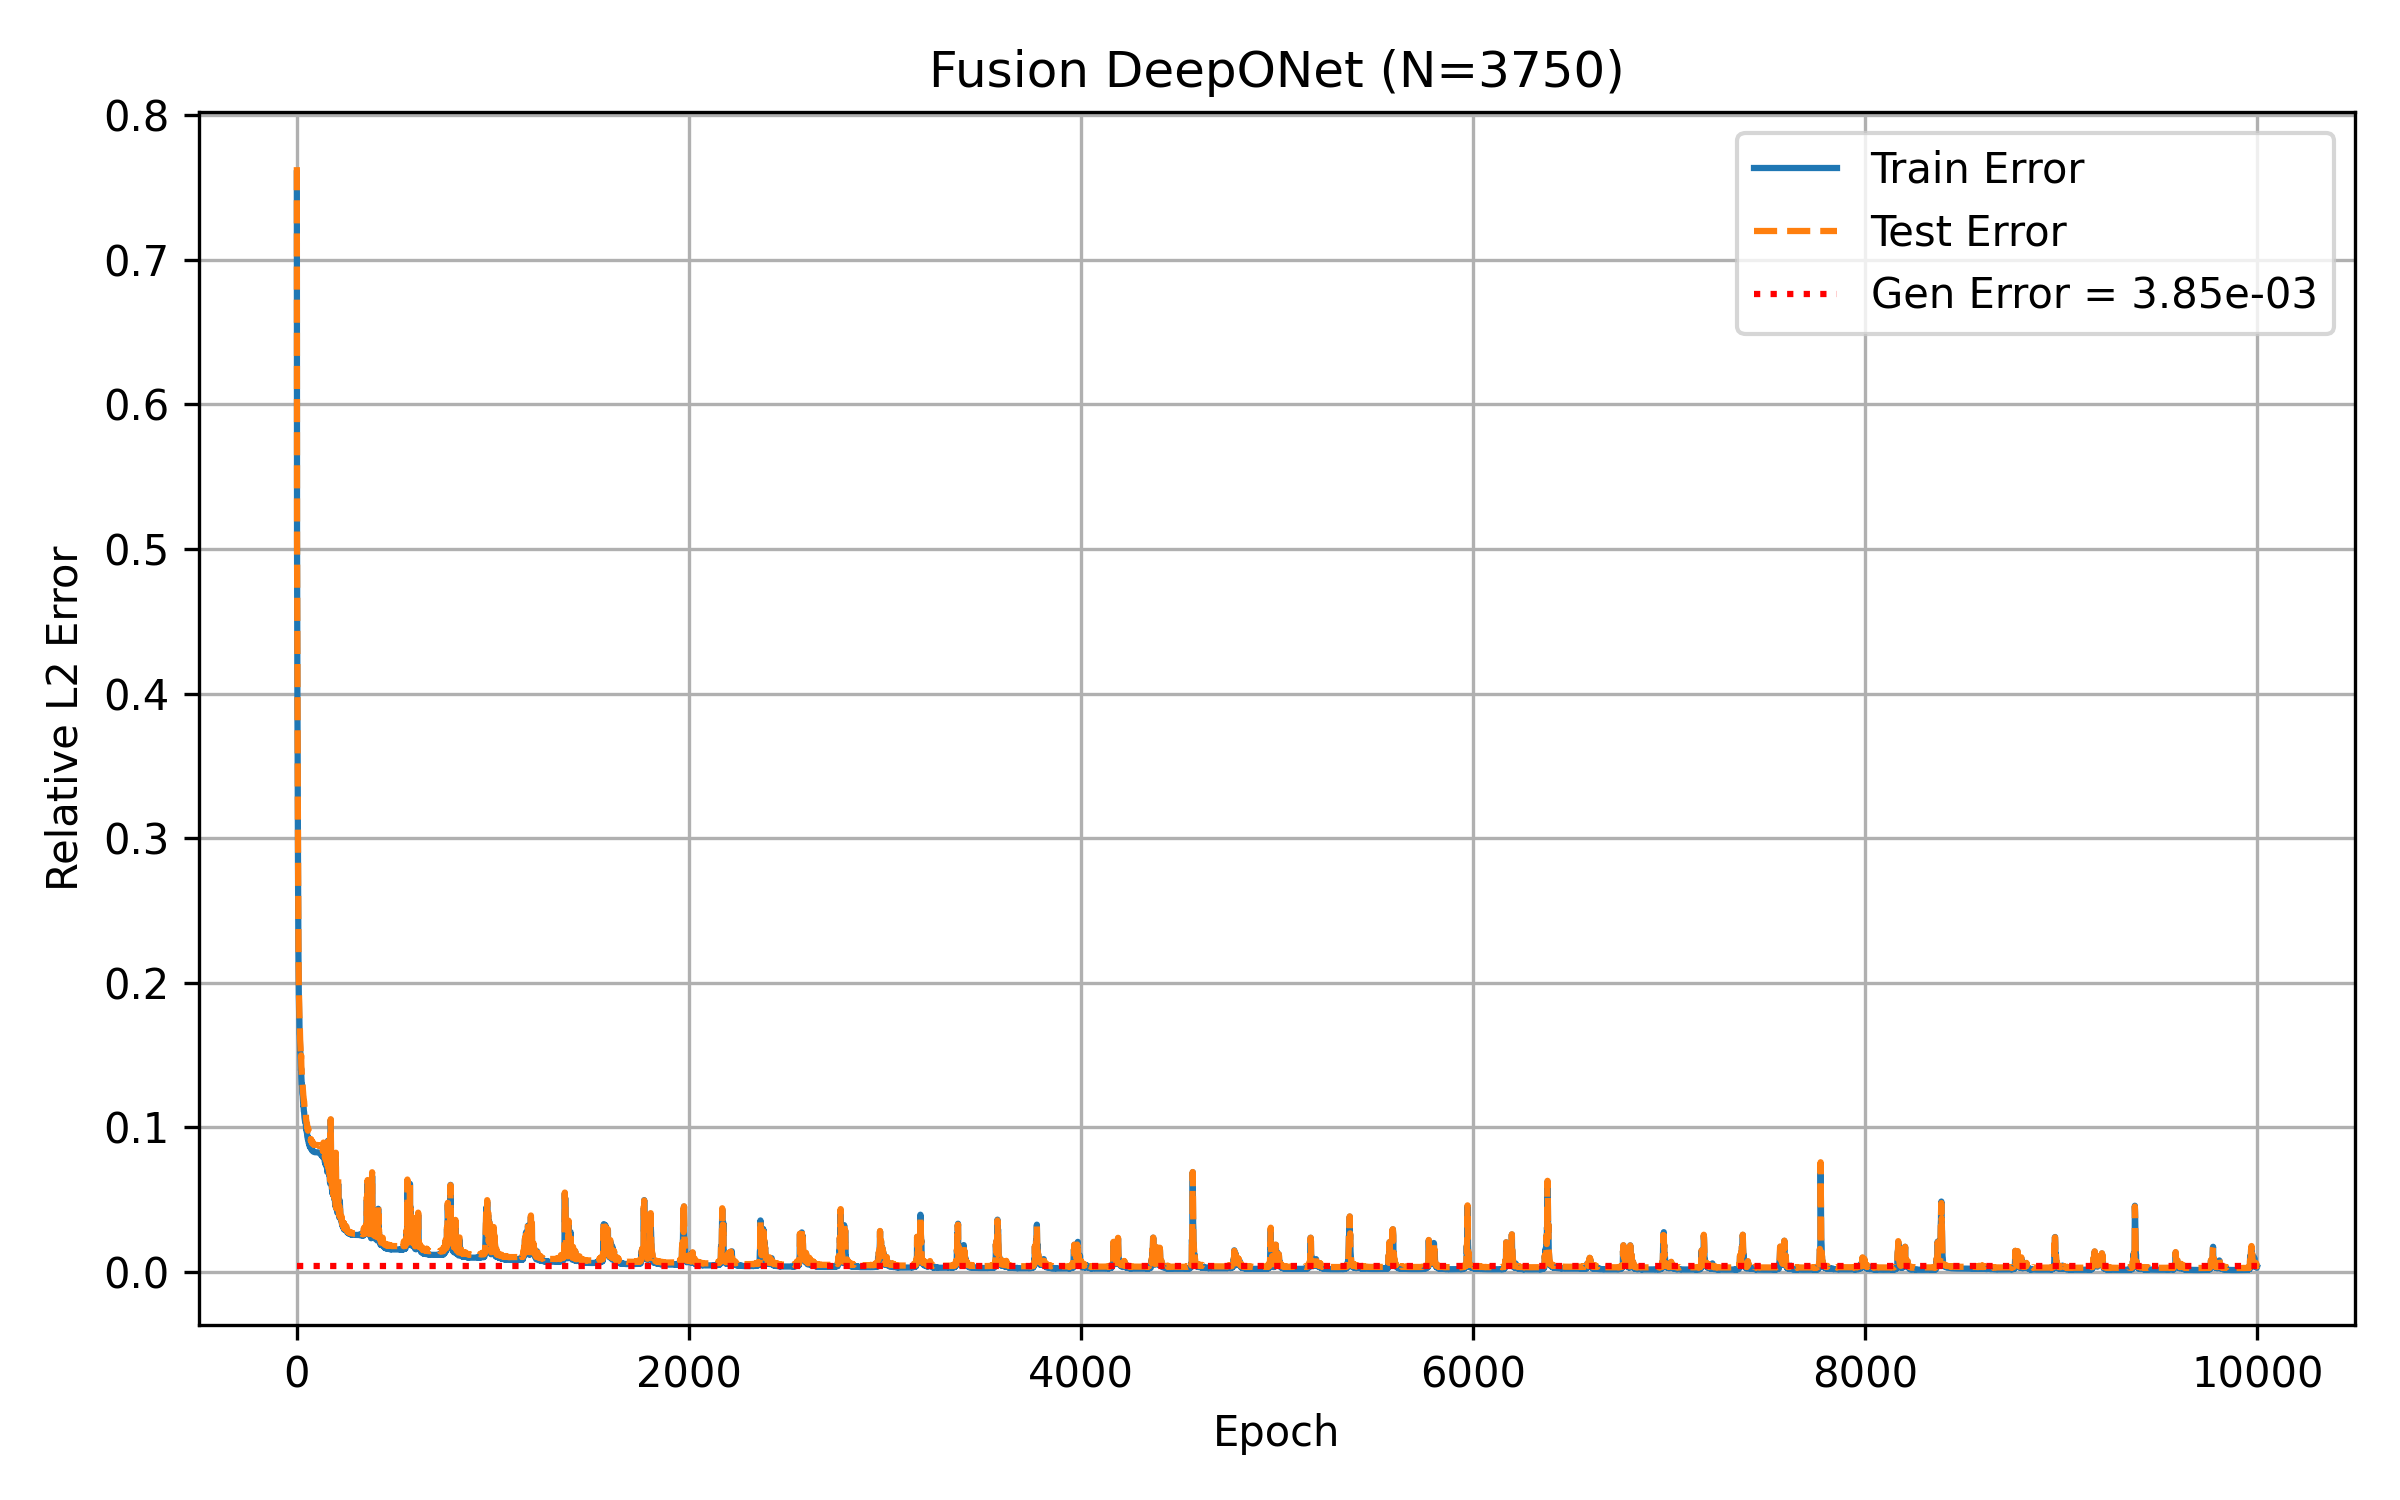 Fusion DeepONet (N=3750)
Train Error
Test Error
Gen Error = 3.85e-03
Relative L2 Error
0.8
0.7
0.6
0.5
0.4
0.3
0.2
0.1
0.0
0 2000 4000 6000 8000 10000
Epoch